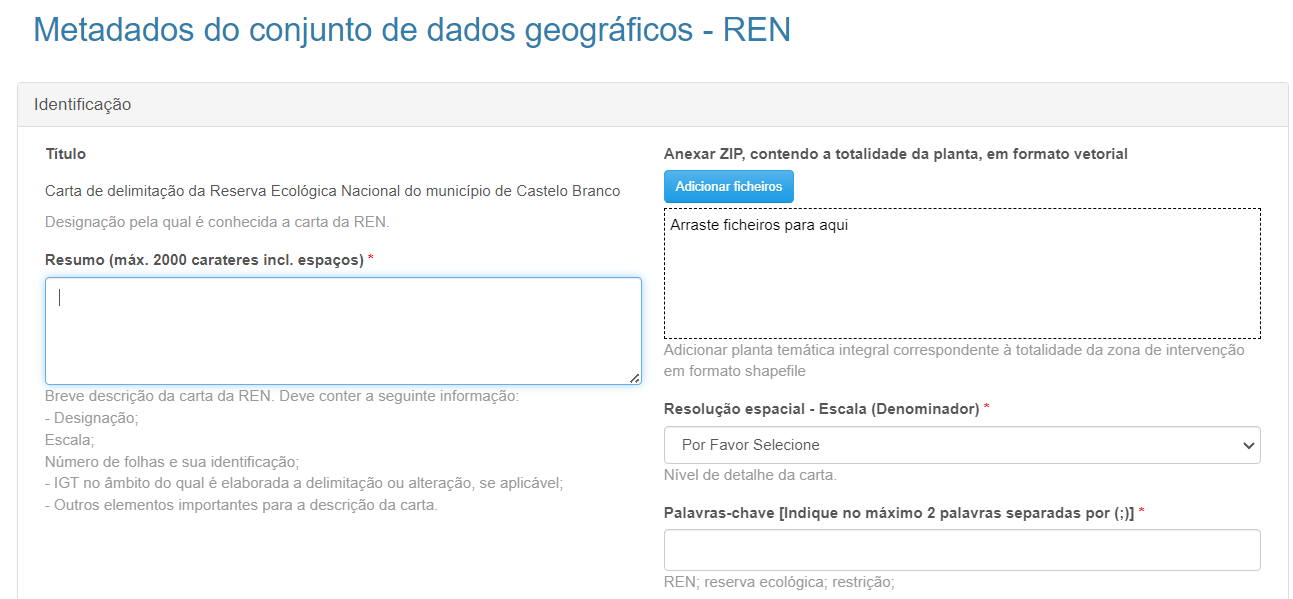 Metadados do conjunto de dados geográficos - REN
Identificação
Título
Carta de delimitação da Reserva Ecológica Nacional do município de Castelo Branco
Designação pela qual é conhecida a carta da REN.
Resumo (máx. 2000 carateres incl. espaços) *
Breve descrição da carta da REN. Deve conter a seguinte informação:
- Designação;
Escala;
Número de folhas e sua identificação;
- IGT no âmbito do qual é elaborada a delimitação ou alteração, se aplicável;
- Outros elementos importantes para a descrição da carta.
Anexar ZIP, contendo a totalidade da planta, em formato vetorial
Adicionar ficheiros
Arraste ficheiros para aqui
Adicionar planta temática integral correspondente à totalidade da zona de intervenção
em formato shapefile
Resolução espacial - Escala (Denominador) *
Por Favor Selecione
Nível de detalhe da carta.
Palavras-chave [Indique no máximo 2 palavras separadas por (;)] *
REN; reserva ecológica; restrição;